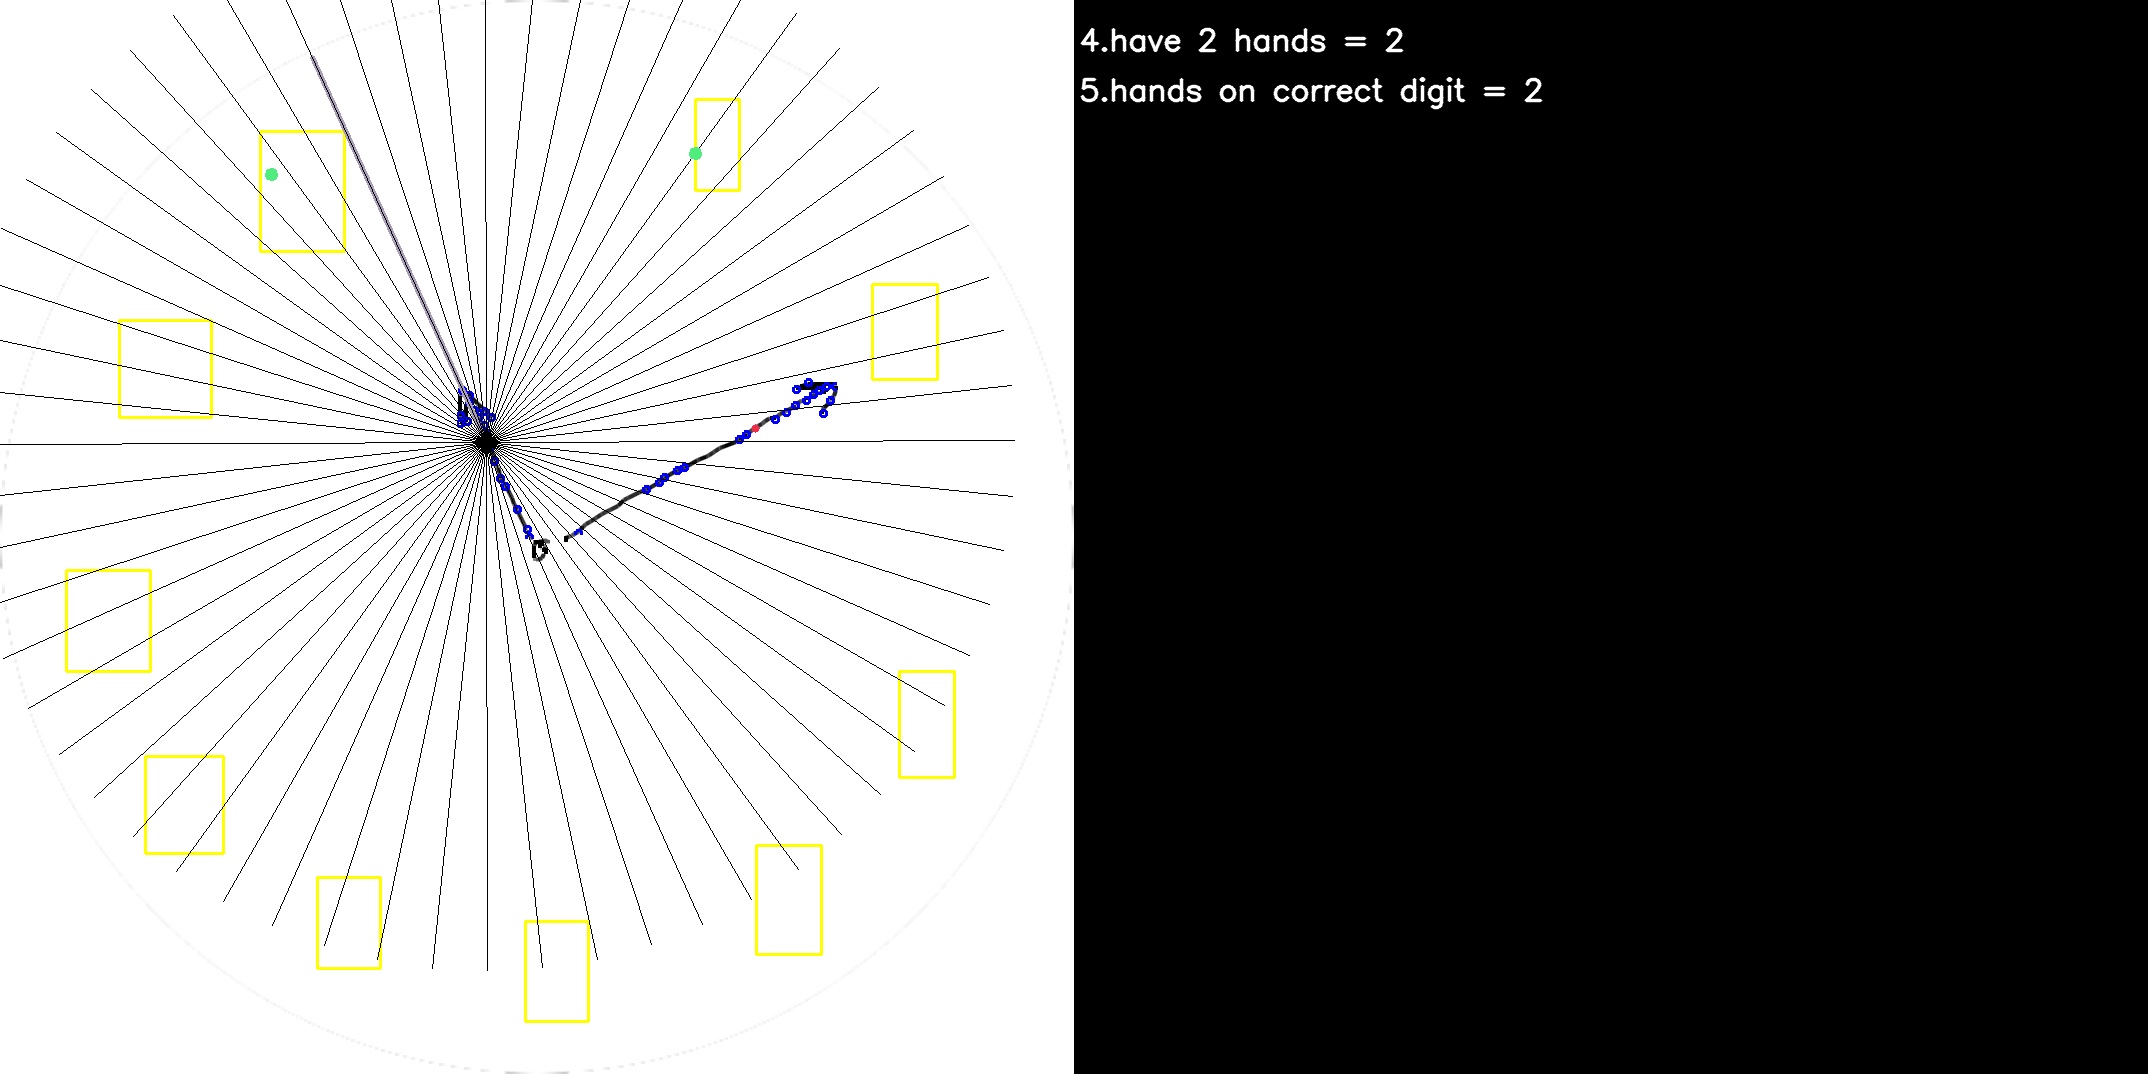 4.have 2 hands = 2
5.hands on correct digit = 2